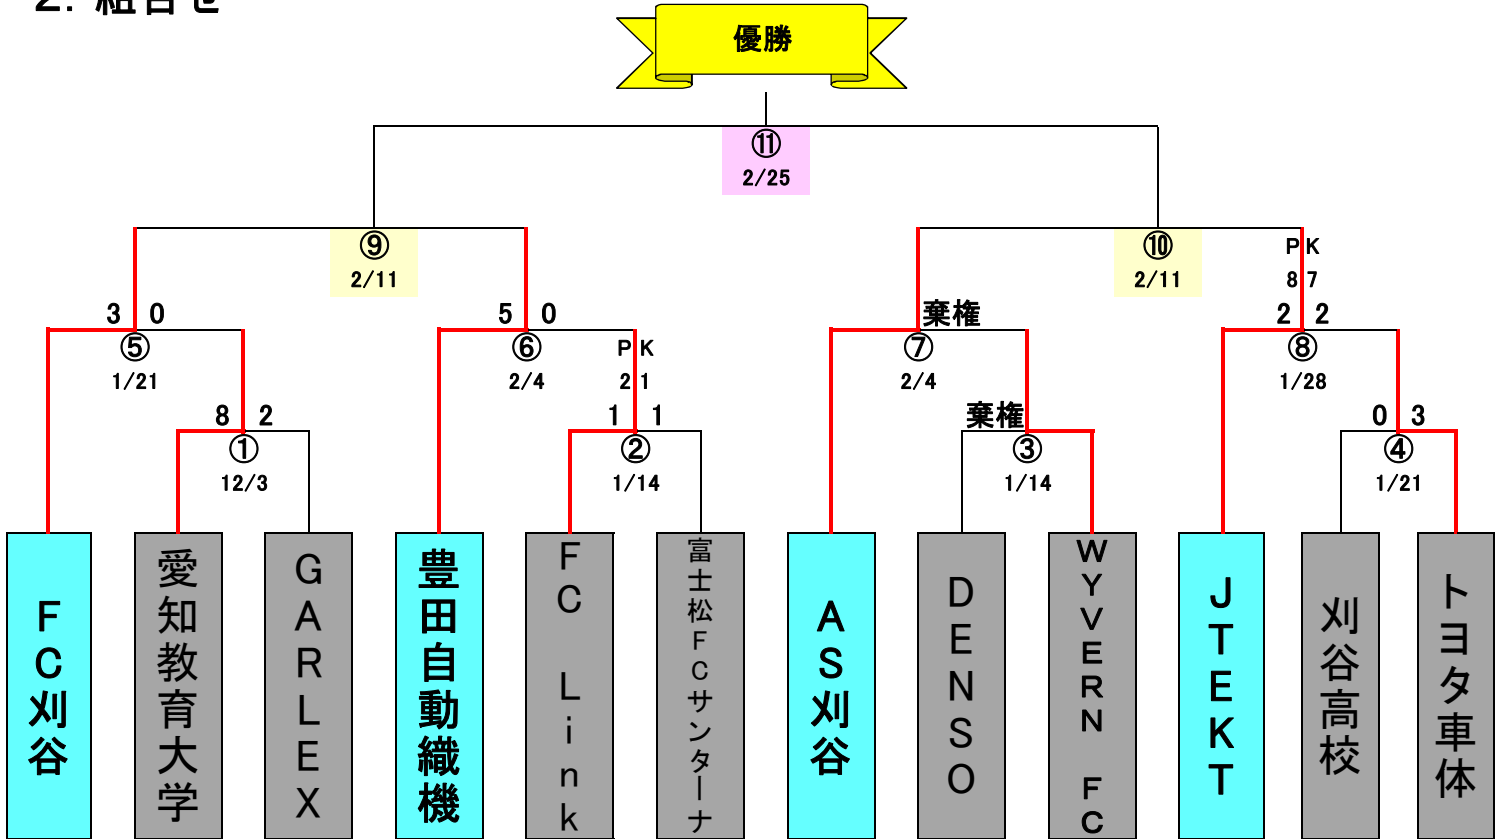 2. 組合せ
優勝
⑪
2/25
⑨
2/11
⑩
2/11
PK
8 7
3 0
5 0
棄権
2 2
⑤
1/21
⑥
2/4
PK
2 1
⑦
2/4
⑧
1/28
8 2
1 1
棄権
0 3
①
12/3
②
1/14
③
1/14
④
1/21
FC刈谷
愛知教育大学
GARLEX
豊田自動織機
FC Link
富士松FCサンターナ
AS刈谷
DENSO
WYVERN FC
JTEKT
刈谷高校
トヨタ車体